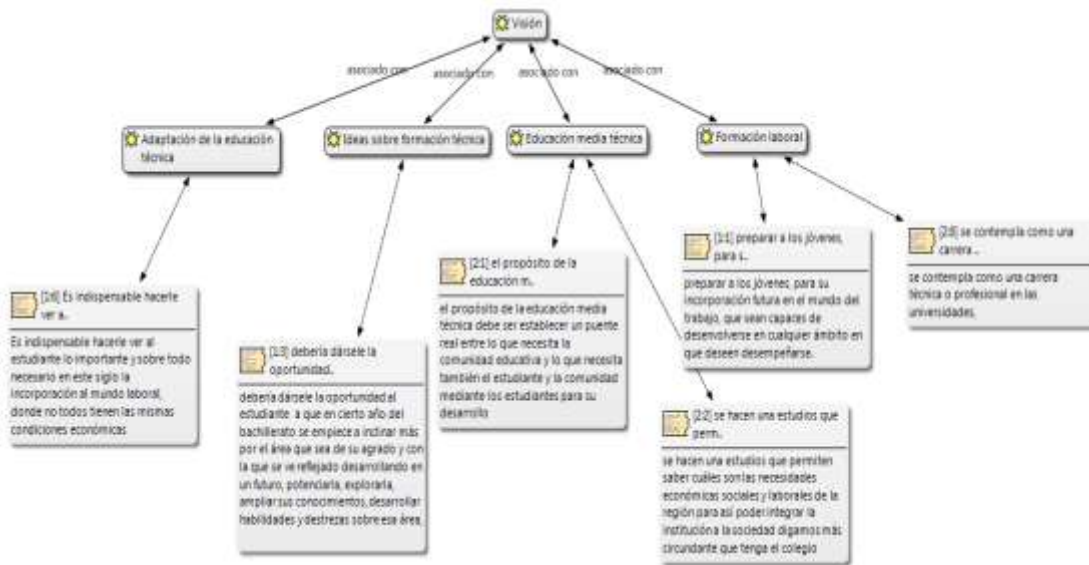 Visión
asociado con
asociado con
asociado con
asociado con
Adaptación de la educación
técnica
Ideas sobre formación técnica
Educación media técnica
Formación laboral
[1:6] Es indispensable hacerle
ver a..
Es indispensable hacerle ver al
estudiante lo importante y sobre todo
necesario en este siglo la
incorporación al mundo laboral,
donde no todos tienen las mismas
condiciones económicas
[1:3] debería dársele la
oportunidad..
debería dársele la oportunidad al
estudiante a que en cierto año del
bachillerato se empiece a inclinar más
por el área que sea de su agrado y con
la que se ve reflejado desarrollando en
un futuro, potenciarla, explorarla,
ampliar sus conocimientos, desarrollar
habilidades y destrezas sobre esa área.
[2:1] el propósito de la
educación m..
el propósito de la educación media
técnica debe ser establecer un puente
real entre lo que necesita la
comunidad educativa y lo que necesita
también el estudiante y la comunidad
mediante los estudiantes para su
desarrollo
[1:1] preparar a los jóvenes,
para s..
preparar a los jóvenes, para su
incorporación futura en el mundo del
trabajo, que sean capaces de
desenvolverse en cualquier ámbito en
que deseen desempeñarse.
se contempla como una
carrera ..
se contempla como una carrera
técnica o profesional en las
universidades.
[2:2] se hacen una estudios que
perm..
se hacen una estudios que permiten
saber cuáles son las necesidades
económicas sociales y laborales de la
región para así poder integrar la
institución a la sociedad digamos más
circundante que tenga el colegio